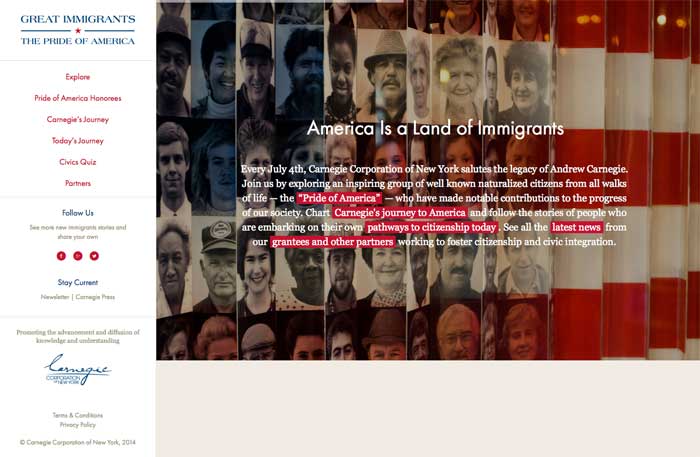 GREAT IMMIGRANTS
THE PRIDE OF AMERICA
Explore
Pride of America Honorees
Carnegie's Journey
Today's Journey
Civics Quiz
Partners
Follow Us
See more new immigrants stories and
share your own
Stay Current
Newsletter | Carnegie Press
Promoting the advancement and diffusion of
knowledge and understanding
Carnegie
CORPORATION
OF NEW YORK
Terms & Conditions
Privacy Policy
© Carnegie Corporation of New York, 2014
America Is a Land of Immigrants
Every July 4th, Carnegie Corporation of New York salutes the legacy of Andrew Carnegie.
Join us by exploring an inspiring group of well known naturalized citizens from all walks
of life — the “Pride of America” — who have made notable contributions to the progress
of our society. Chart Carnegie's journey to America and follow the stories of people who
are embarking on their own pathways to citizenship today. See all the latest news from
our grantees and other partners working to foster citizenship and civic integration.